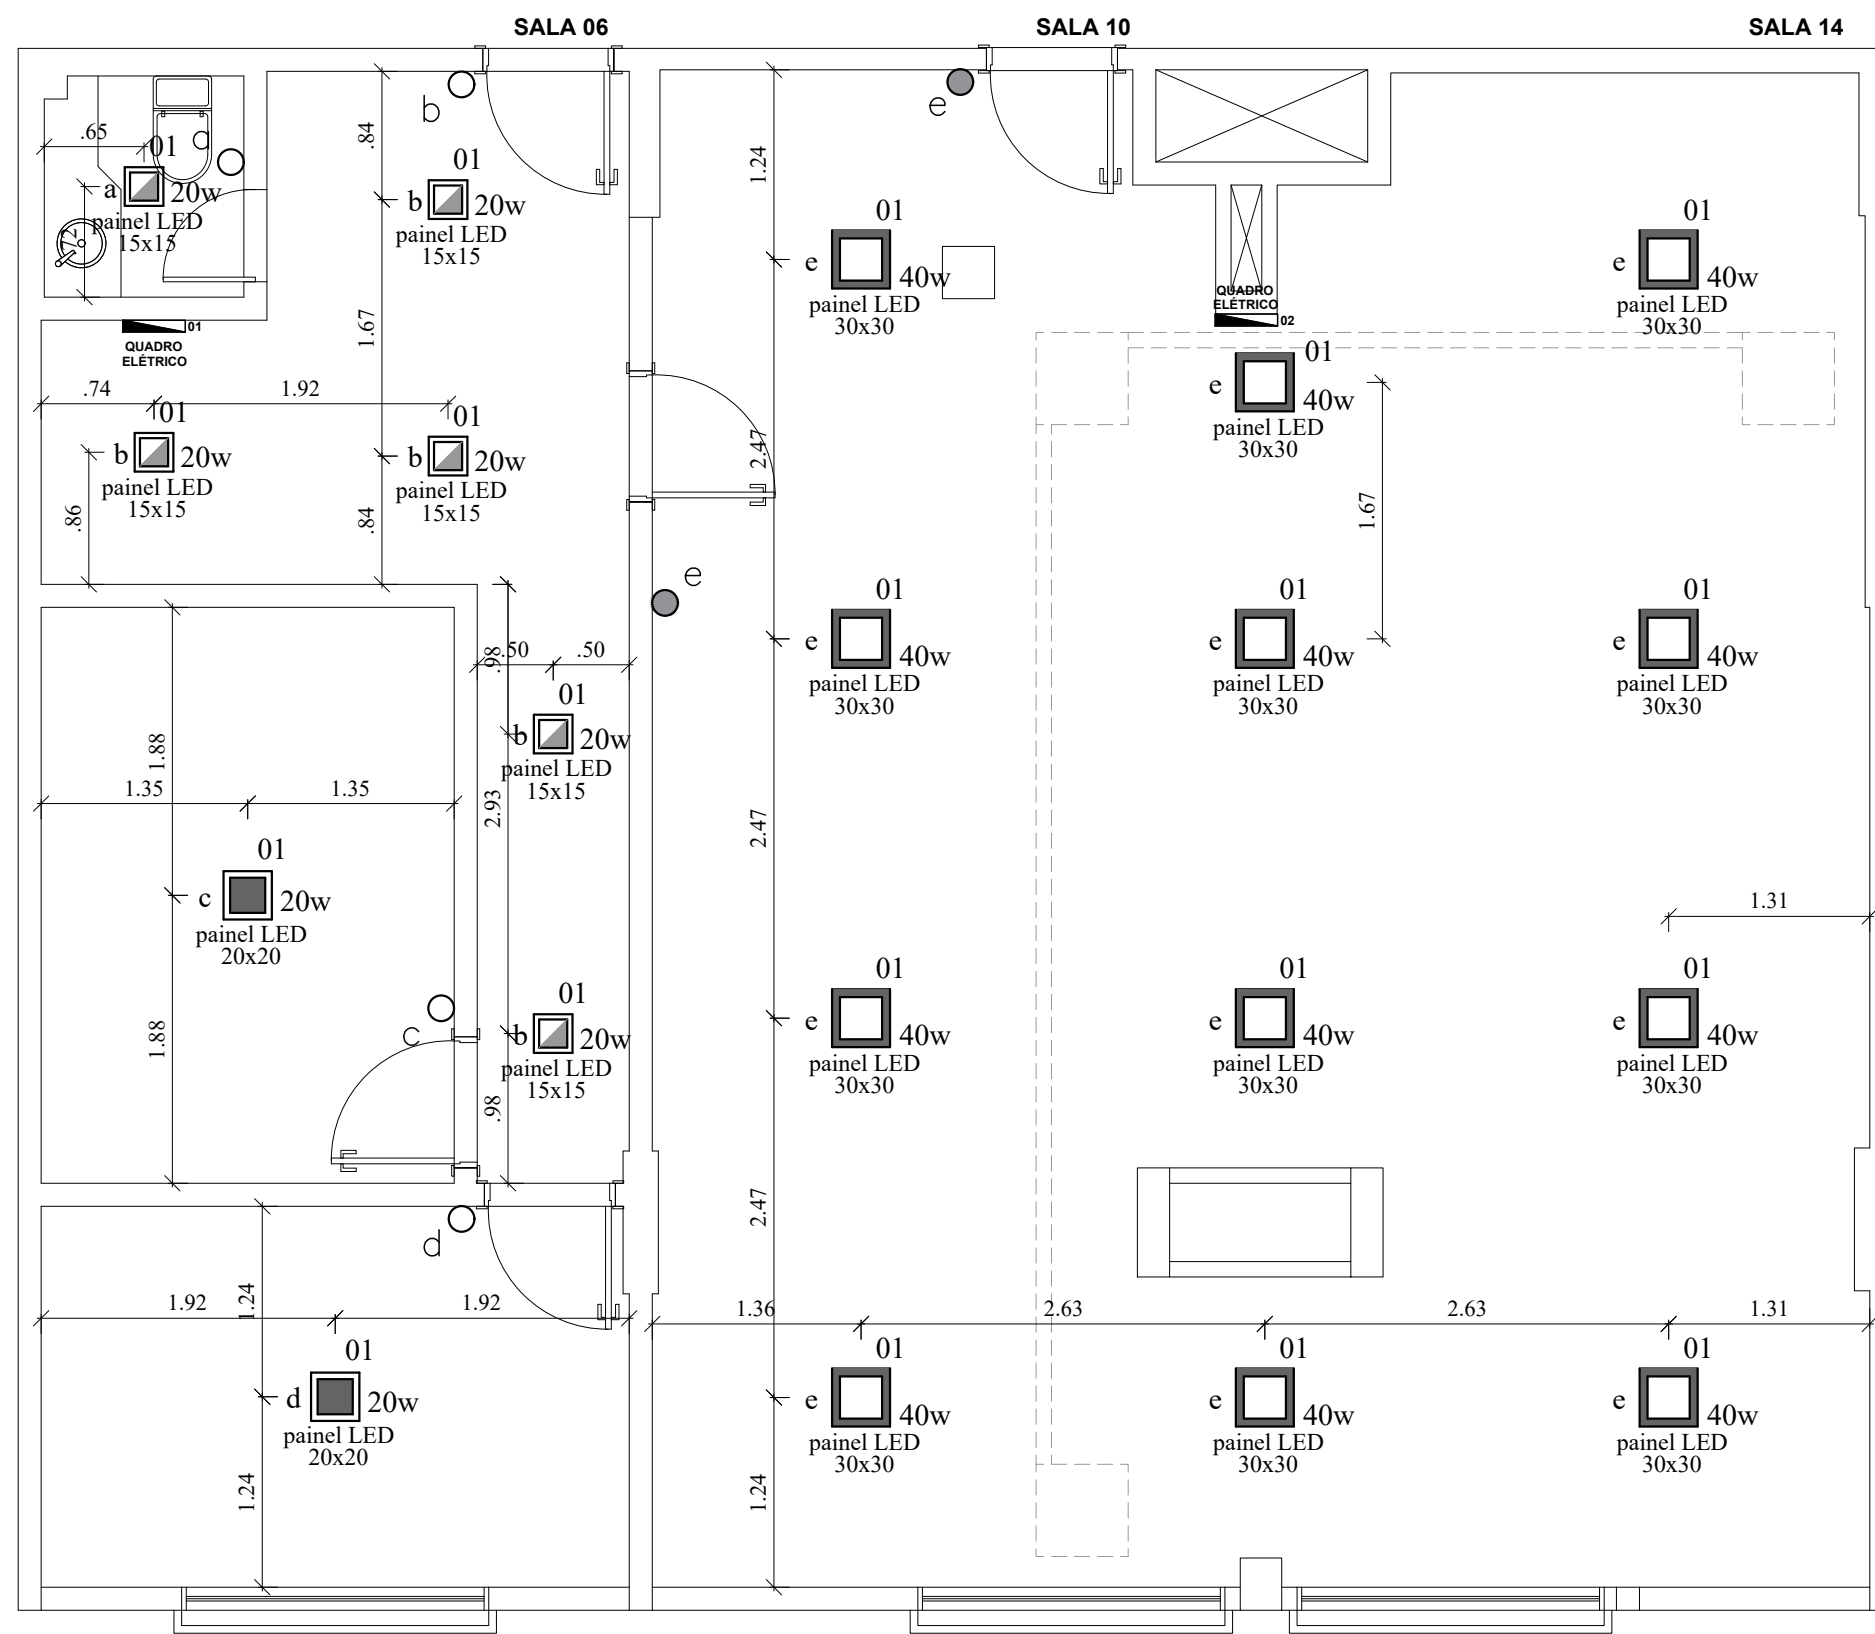 SALA 06
SALA 10
SALA 14
.65
01
a
a
20w
painel LED
15x15
.72
b
.84
01
b
20w
painel LED
15x15
1.67
01
QUADRO
ELÉTRICO
.74
1.92
01
b
20w
painel LED
15x15
.86
01
b
20w
painel LED
15x15
.84
e
1.24
01
e
40w
painel LED
30x30
QUADRO
ELÉTRICO
02
01
e
40w
painel LED
30x30
01
e
40w
painel LED
30x30
2.47
1.67
e
01
e
40w
painel LED
30x30
01
e
40w
painel LED
30x30
01
e
40w
painel LED
30x30
.98
.50
.50
01
b
20w
painel LED
15x15
1.88
1.35
1.35
2.93
2.47
01
c
20w
painel LED
20x20
1.31
c
1.88
01
b
20w
painel LED
15x15
.98
01
e
40w
painel LED
30x30
01
e
40w
painel LED
30x30
01
e
40w
painel LED
30x30
d
2.47
1.92
1.24
1.92
1.36
2.63
2.63
1.31
01
d
20w
painel LED
20x20
1.24
01
e
40w
painel LED
30x30
01
e
40w
painel LED
30x30
01
e
40w
painel LED
30x30
1.24